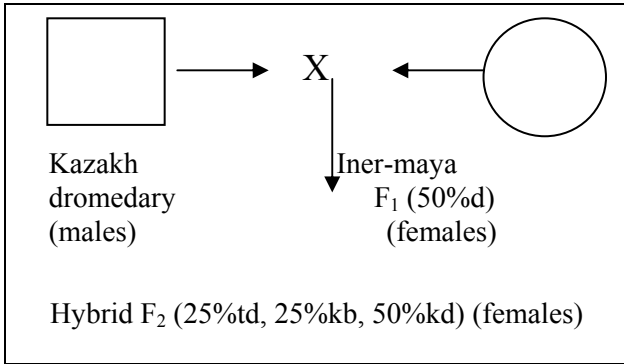 X
Kazakh
dromedary
(males)
Iner-maya
F₁ (50%d)
(females)
Hybrid F₂ (25%td, 25%kb, 50%kd) (females)